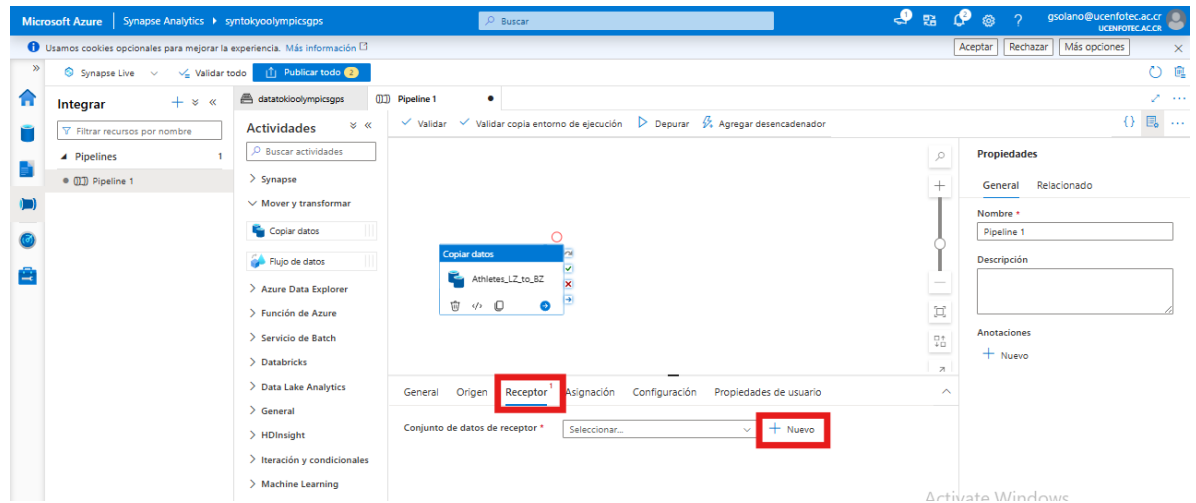 Microsoft Azure Synapse Analytics syntokyoolympicsgps Buscar gsolano@ucenfotec.ac.cr
UCENFOTEC.AC.CR
1 2 ?
Usamos cookies opcionales para mejorar la experiencia. Más información Aceptar Rechazar Más opciones
Synapse Live Validar todo Publicar todo 2
Integrar
Filtrar recursos por nombre
Pipelines 1
Pipeline 1
datatokioolympicsgps Pipeline 1
Actividades
Buscar actividades
Synapse
Mover y transformar
Copiar datos
Flujo de datos
Azure Data Explorer
Función de Azure
Servicio de Batch
Databricks
Data Lake Analytics
General
HDInsight
Iteración y condicionales
Machine Learning
Validar Validar copia entorno de ejecución Depurar Agregar desencadenador
Copiar datos
Athletes_LZ_to_BZ
General Origen Receptor 1 Asignación Configuración Propiedades de usuario
Conjunto de datos de receptor * Seleccionar... Nuevo
Propiedades
General Relacionado
Nombre *
Pipeline 1
Descripción
Anotaciones
Nuevo
Activate Windows